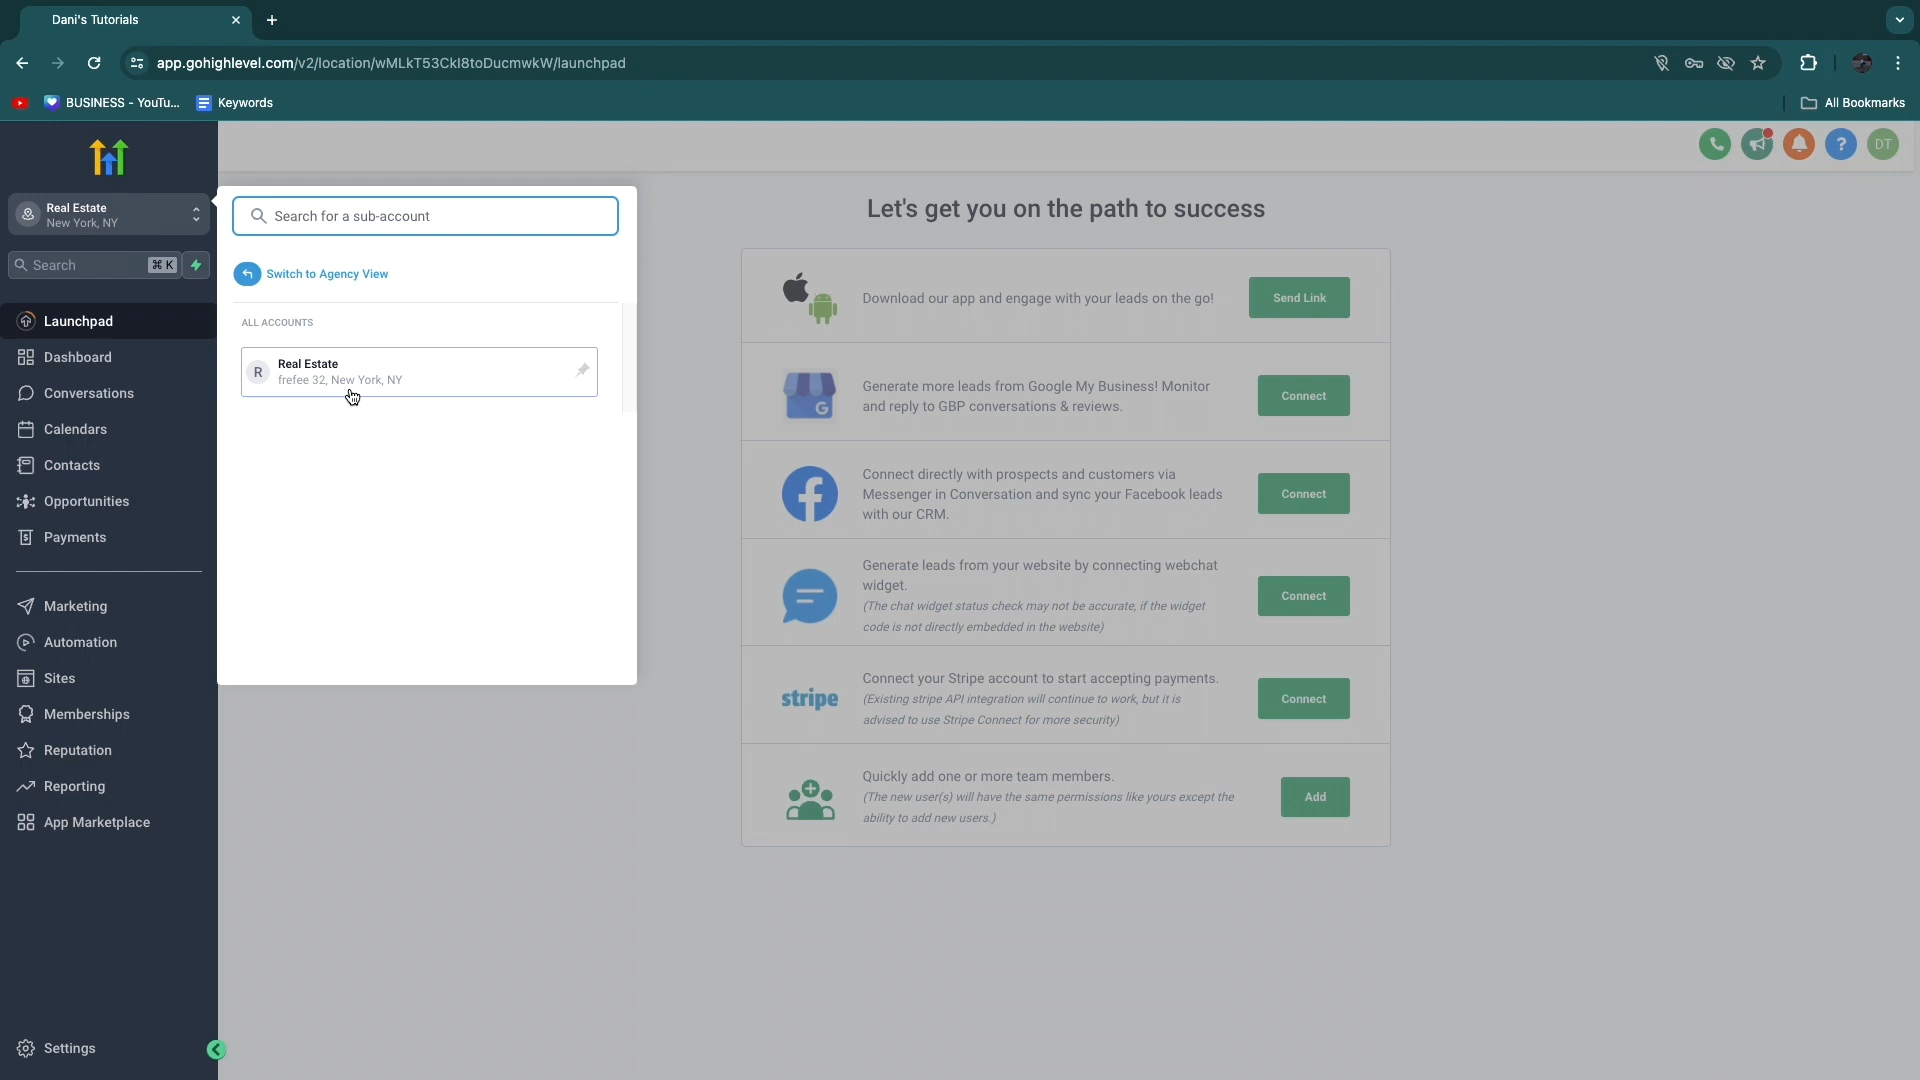 Dani's Tutorials
app.gohighlevel.com/v2/location/wMLkT53CkI8toDucmwkW/launchpad
BUSINESS - YouTu...
Keywords
All Bookmarks
Real Estate
New York, NY
Search
⌘ K
Launchpad
Dashboard
Conversations
Calendars
Contacts
Opportunities
Payments
Marketing
Automation
Sites
Memberships
Reputation
Reporting
App Marketplace
Settings
Search for a sub-account
Switch to Agency View
ALL ACCOUNTS
R
Real Estate
frefee 32, New York, NY
?
DT
Let's get you on the path to success
Download our app and engage with your leads on the go!
Send Link
G
Generate more leads from Google My Business! Monitor
and reply to GBP conversations & reviews.
Connect
Connect directly with prospects and customers via
Messenger in Conversation and sync your Facebook leads
with our CRM.
Connect
Generate leads from your website by connecting webchat
widget.
(The chat widget status check may not be accurate, if the widget
code is not directly embedded in the website)
Connect
stripe
Connect your Stripe account to start accepting payments.
(Existing stripe API integration will continue to work, but it is
advised to use Stripe Connect for more security)
Connect
Quickly add one or more team members.
(The new user(s) will have the same permissions like yours except the
ability to add new users.)
Add